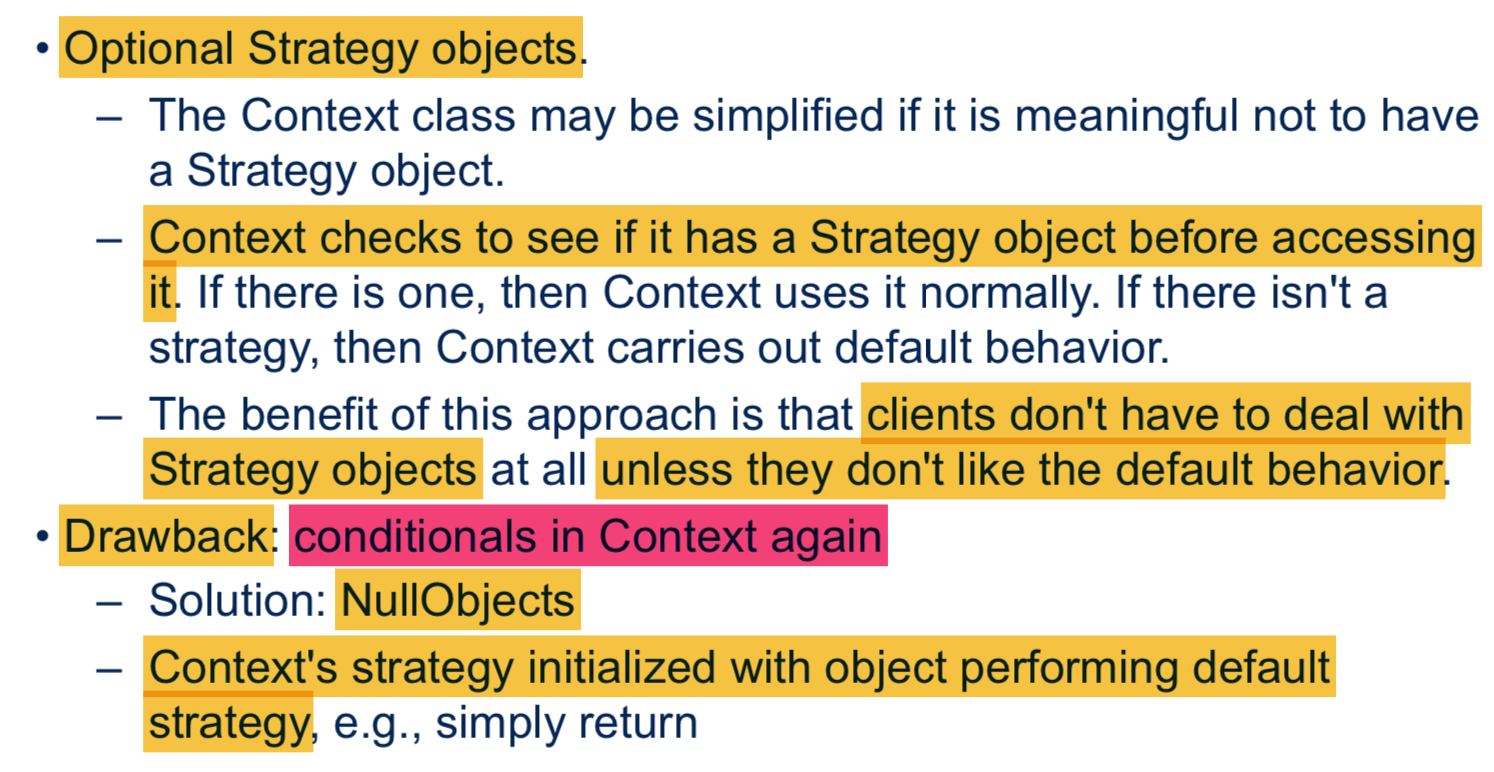 • Optional Strategy objects.
– The Context class may be simplified if it is meaningful not to have
a Strategy object.
– Context checks to see if it has a Strategy object before accessing
it. If there is one, then Context uses it normally. If there isn't a
strategy, then Context carries out default behavior.
– The benefit of this approach is that clients don't have to deal with
Strategy objects at all unless they don't like the default behavior.
• Drawback: conditionals in Context again
– Solution: NullObjects
– Context's strategy initialized with object performing default
strategy, e.g., simply return